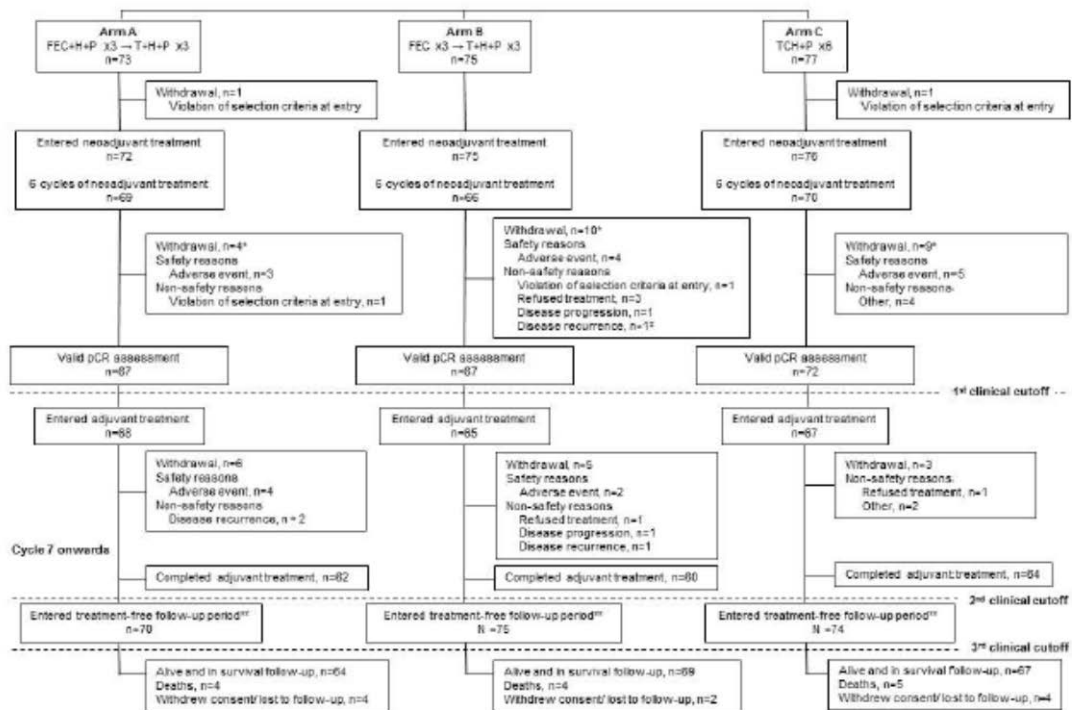 Arm A
FEC+H+P x3 → T+H+P x3
n=73
Arm B
FEC x3 → T+H+P x3
n=75
Arm C
TCH+P x6
n=77
Withdrawal, n=1
Violation of selection criteria at entry
Withdrawal, n=1
Violation of selection criteria at entry
Entered neoadjuvant treatment
n=72
6 cycles of neoadjuvant treatment
n=69
Entered neoadjuvant treatment
n=75
6 cycles of neoadjuvant treatment
n=66
Entered neoadjuvant treatment
n=76
6 cycles of neoadjuvant treatment
n=70
Withdrawal, n=4*
Safety reasons
Adverse event, n=3
Non-safety reasons
Violation of selection criteria at entry, n=1
Withdrawal, n=10*
Safety reasons
Adverse event, n=4
Non-safety reasons
Violation of selection criteria at entry, n=1
Refused treatment, n=3
Disease progression, n=1
Disease recurrence, n=1‡
Withdrawal, n=9*
Safety reasons
Adverse event, n=5
Non-safety reasons
Other, n=4
Valid pCR assessment
n=67
Valid pCR assessment
n=67
Valid pCR assessment
n=72
1st clinical cutoff
Entered adjuvant treatment
n=68
Entered adjuvant treatment
n=65
Entered adjuvant treatment
n=67
Withdrawal, n=6
Safety reasons
Adverse event, n=4
Non-safety reasons
Disease recurrence, n = 2
Withdrawal, n=5
Safety reasons
Adverse event, n=2
Non-safety reasons
Refused treatment, n=1
Disease progression, n=1
Disease recurrence, n=1
Withdrawal, n=3
Non-safety reasons
Refused treatment, n=1
Other, n=2
Cycle 7 onwards
Completed adjuvant treatment, n=62
Completed adjuvant treatment, n=60
Completed adjuvant treatment, n=64
2nd clinical cutoff
Entered treatment-free follow-up period
n=70
Entered treatment-free follow-up period
N =75
Entered treatment-free follow-up period
N =74
3rd clinical cutoff
Alive and in survival follow-up, n=64
Deaths, n=4
Withdrew consent/ lost to follow-up, n=4
Alive and in survival follow-up, n=69
Deaths, n=4
Withdrew consent/ lost to follow-up, n=2
Alive and in survival follow-up, n=67
Deaths, n=5
Withdrew consent/ lost to follow-up, n=4